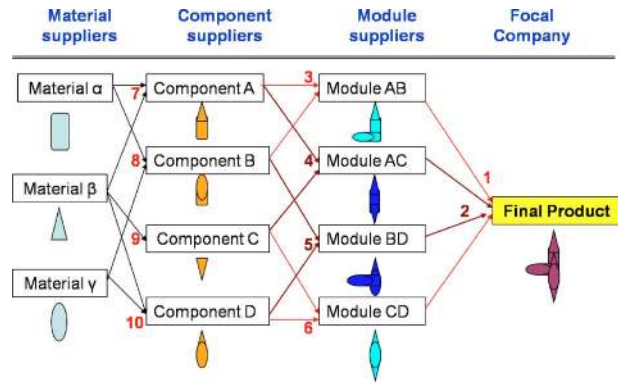 Material suppliers
Component suppliers
Module suppliers
Focal Company
Material α
7
Component A
3
Module AB
8
Component B
4
Module AC
1
Material β
2
Final Product
9
Component C
5
Module BD
Material γ
10
Component D
6
Module CD